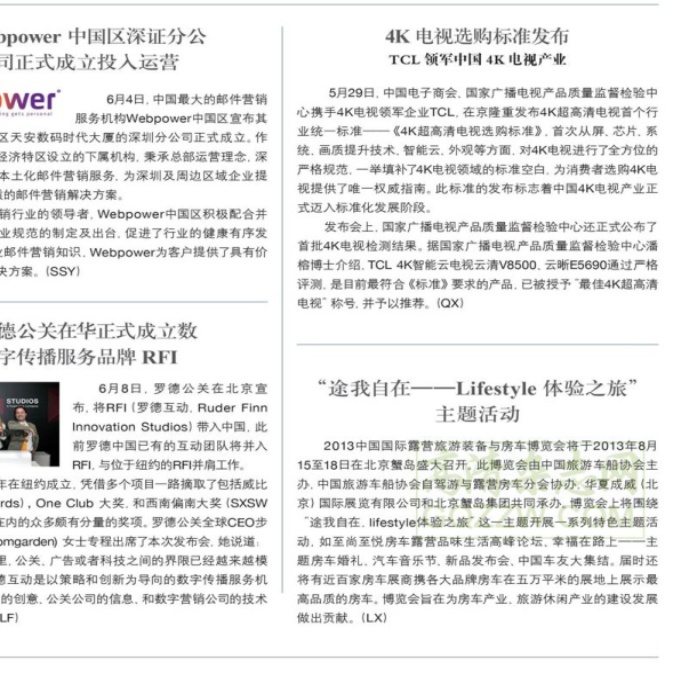 bpower 中国区深证分公
司正式成立投入运营
ower
ng gets personal
6月4日, 中国最大的邮件营销
服务机构Webpower中国区宣布其
区天安数码时代大厦的深圳分公司正式成立。作
经济特区设立的下属机构, 秉承总部运营理念, 深
本土化邮件营销服务, 为深圳及周边区域企业提
的邮件营销解决方案。
销行业的领导者, Webpower中国区积极配合并
业规范的制定及出台, 促进了行业的健康有序发
邮件营销知识, Webpower为客户提供了具有价
决方案。(SSY)
德公关在华正式成立数
字传播服务品牌 RFI
STUDIOS
6月8日, 罗德公关在北京宣
布, 将RFI (罗德互动, Ruder Finn
Innovation Studios) 带入中国, 此
前罗德中国已有的互动团队将并入
RFI, 与位于纽约的RFI并肩工作。
年在纽约成立, 凭借多个项目一路摘取了包括威比
rds), One Club 大奖, 和西南偏南大奖 (SXSW
在内的众多颇有分量的奖项。罗德公关全球CEO步
omgarden) 女士专程出席了本次发布会, 她说道:
里, 公关, 广告或者科技之间的界限已经越来越模
德互动是以策略和创新为导向的数字传播服务机
的创意, 公关公司的信息, 和数字营销公司的技术
LF)
4K 电视选购标准发布
TCL 领军中国 4K 电视产业
5月29日, 中国电子商会, 国家广播电视产品质量监督检验中
心携手4K电视领军企业TCL, 在京隆重发布4K超高清电视首个行
业统一标准——《4K超高清电视选购标准》, 首次从屏, 芯片, 系
统, 画质提升技术, 智能云, 外观等方面, 对4K电视进行了全方位的
严格规范, 一举填补了4K电视领域的标准空白, 为消费者选购4K电
视提供了唯一权威指南。此标准的发布标志着中国4K电视产业正
式迈入标准化发展阶段。
发布会上, 国家广播电视产品质量监督检验中心还正式公布了
首批4K电视检测结果。据国家广播电视产品质量监督检验中心潘
榕博士介绍, TCL 4K智能云电视云清V8500, 云晰E5690通过严格
评测, 是目前最符合《标准》要求的产品, 已被授予“最佳4K超高清
电视”称号, 并予以推荐。(QX)
“途我自在——Lifestyle 体验之旅”
主题活动
2013中国国际露营旅游装备与房车博览会将于2013年8月
15至18日在北京蟹岛盛大召开。此博览会由中国旅游车船协会主
办, 中国旅游车船协会自驾游与露营房车分会协办, 华夏成威 (北
京) 国际展览有限公司和北京蟹岛集团共同承办。博览会上将围绕
“途我自在, lifestyle体验之旅”这一主题开展一系列特色主题活
动, 如至尚至悦房车露营品味生活高峰论坛, 幸福在路上——主
题房车婚礼, 汽车音乐节, 新品发布会, 中国车友大集结。届时还
将有近百家房车展商携各大品牌房车在五万平米的展地上展示最
高品质的房车。博览会旨在为房车产业, 旅游休闲产业的建设发展
做出贡献。(LX)